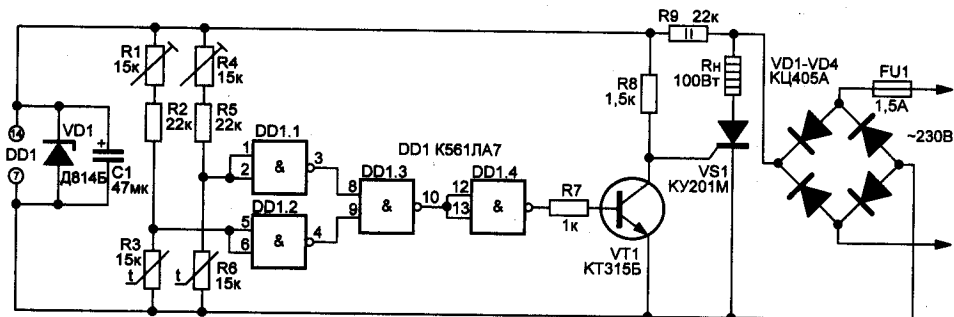 R1
15к
R4
15к
R9 22к
Rн
100Вт
R8
1,5к
VD1-VD4
КЦ405А
FU1
1,5А
~230В
14
DD1
7
VD1
Д814Б
+
C1
47мк
R2
22к
R5
22к
DD1.1
1
2
&
3
DD1 К561ЛА7
DD1.2
5
6
&
4
DD1.3
8
9
&
10
DD1.4
12
13
&
R7
1к
VT1
КТ315Б
VS1
КУ201М
R3
15к
t
R6
15к
t